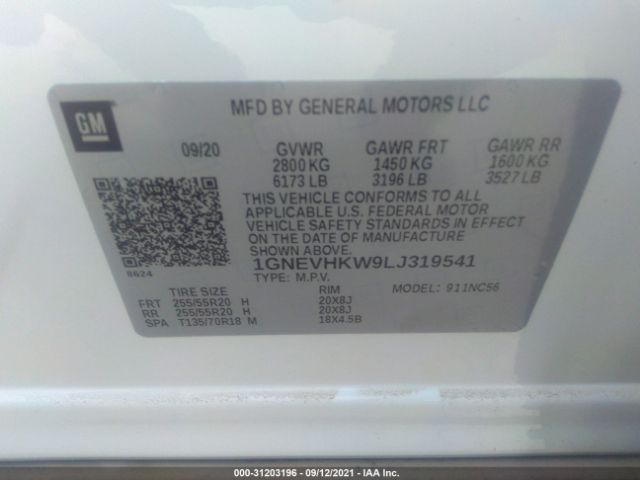 GM
MFD BY GENERAL MOTORS LLC
09/20 GVWR GAWR FRT GAWR RR
2800 KG 1450 KG 1600 KG
6173 LB 3196 LB 3527 LB
THIS VEHICLE CONFORMS TO ALL
APPLICABLE U.S. FEDERAL MOTOR
VEHICLE SAFETY STANDARDS IN EFFECT
ON THE DATE OF MANUFACTURE
SHOWN ABOVE.
8624
1GNEVHKW9LJ319541
TYPE: M.P.V. MODEL: 911NC56
TIRE SIZE RIM
FRT 255/55R20 H 20X8J
RR 255/55R20 H 20X8J
SPA T135/70R18 M 18X4.5B
000-31203196 - 09/12/2021 - IAA Inc.